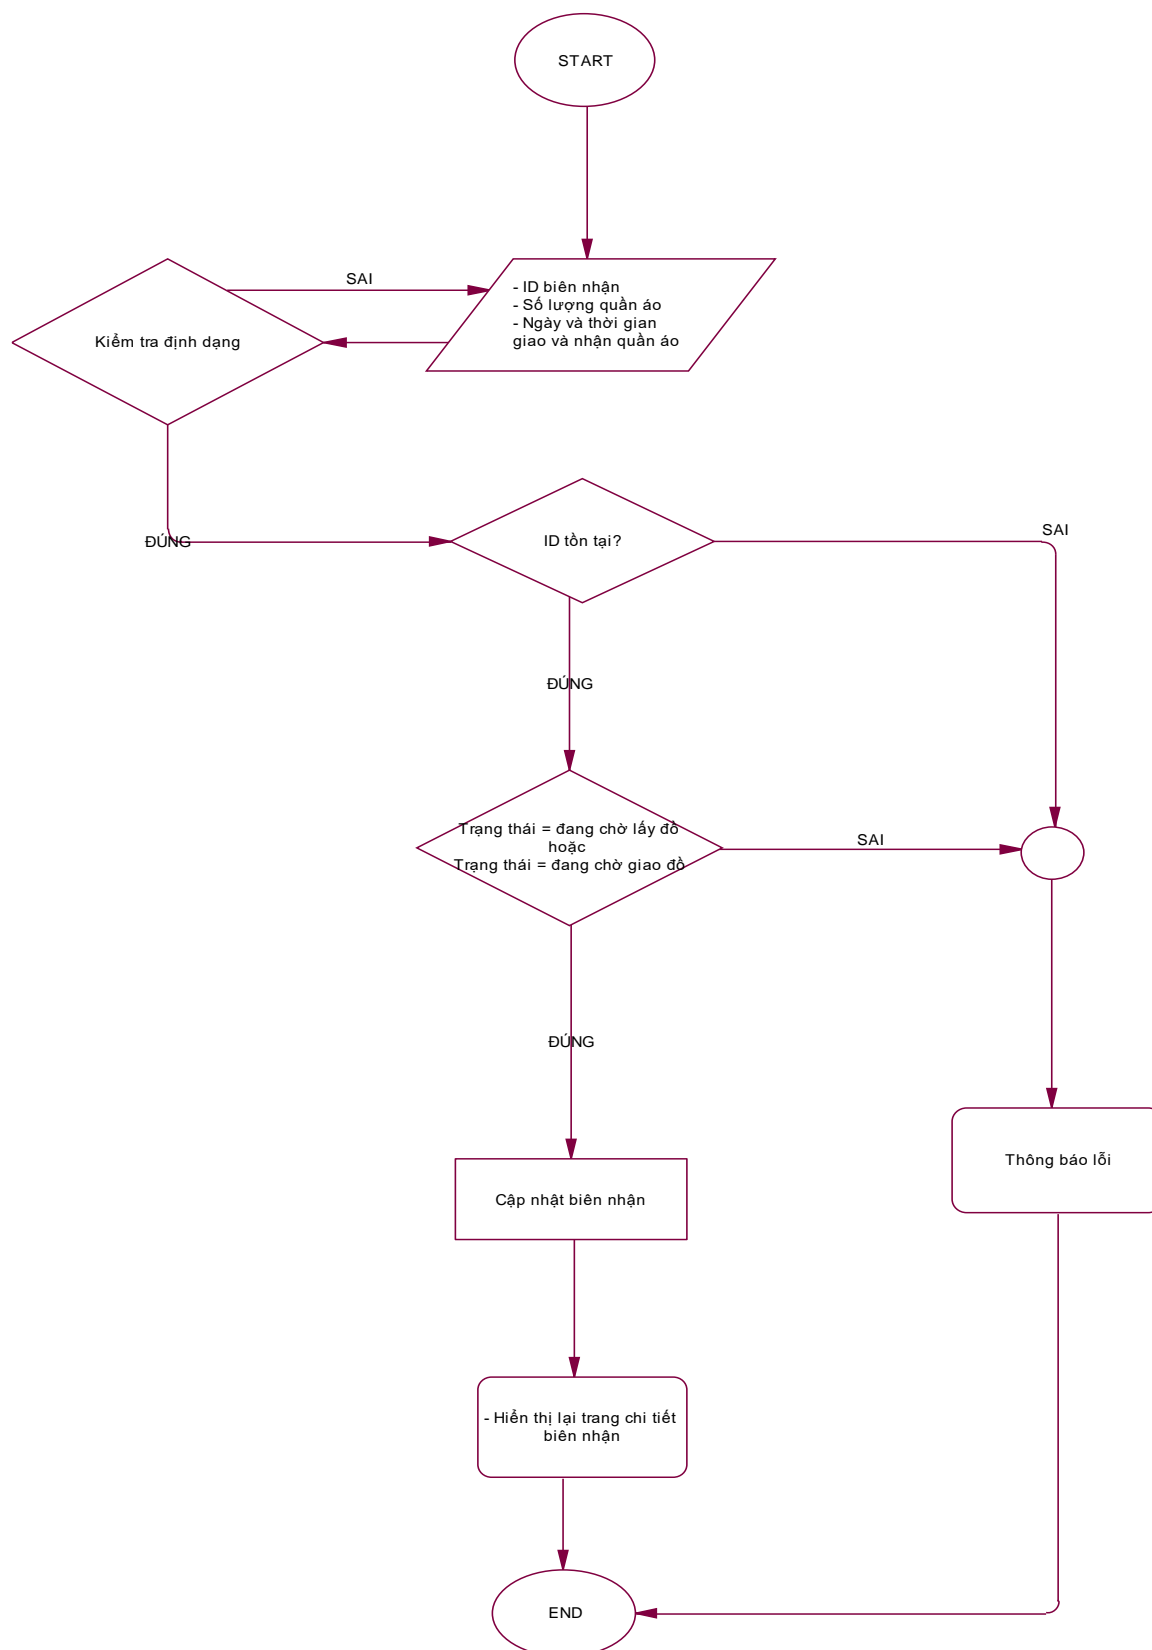 START
SAI
- ID biên nhận
- Số lượng quần áo
- Ngày và thời gian
giao và nhận quần áo
Kiểm tra định dạng
ĐÚNG
ID tồn tại?
SAI
ĐÚNG
Trạng thái = đang chờ lấy đồ
hoặc
Trạng thái = đang chờ giao đồ
SAI
ĐÚNG
Thông báo lỗi
Cập nhật biên nhận
- Hiển thị lại trang chi tiết
biên nhận
END